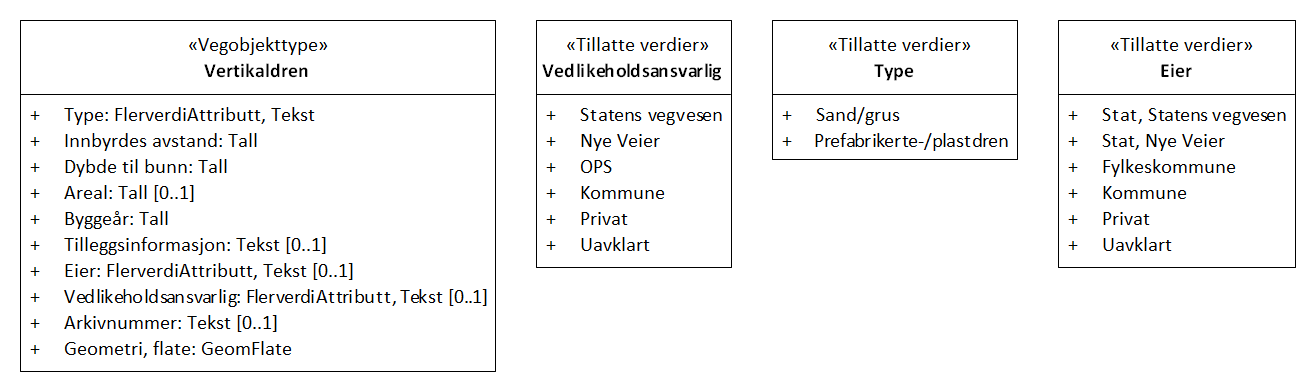 «Vegobjekttype»
Vertikaldren
+ Type: FlerverdiAttributt, Tekst
+ Innbyrdes avstand: Tall
+ Dybde til bunn: Tall
+ Areal: Tall [0..1]
+ Byggeår: Tall
+ Tilleggsinformasjon: Tekst [0..1]
+ Eier: FlerverdiAttributt, Tekst [0..1]
+ Vedlikeholdsansvarlig: FlerverdiAttributt, Tekst [0..1]
+ Arkivnummer: Tekst [0..1]
+ Geometri, flate: GeomFlate
«Tillatte verdier»
Vedlikeholdsansvarlig
+ Statens vegvesen
+ Nye Veier
+ OPS
+ Kommune
+ Privat
+ Uavklart
«Tillatte verdier»
Type
+ Sand/grus
+ Prefabrikerte-/plastdren
«Tillatte verdier»
Eier
+ Stat, Statens vegvesen
+ Stat, Nye Veier
+ Fylkeskommune
+ Kommune
+ Privat
+ Uavklart